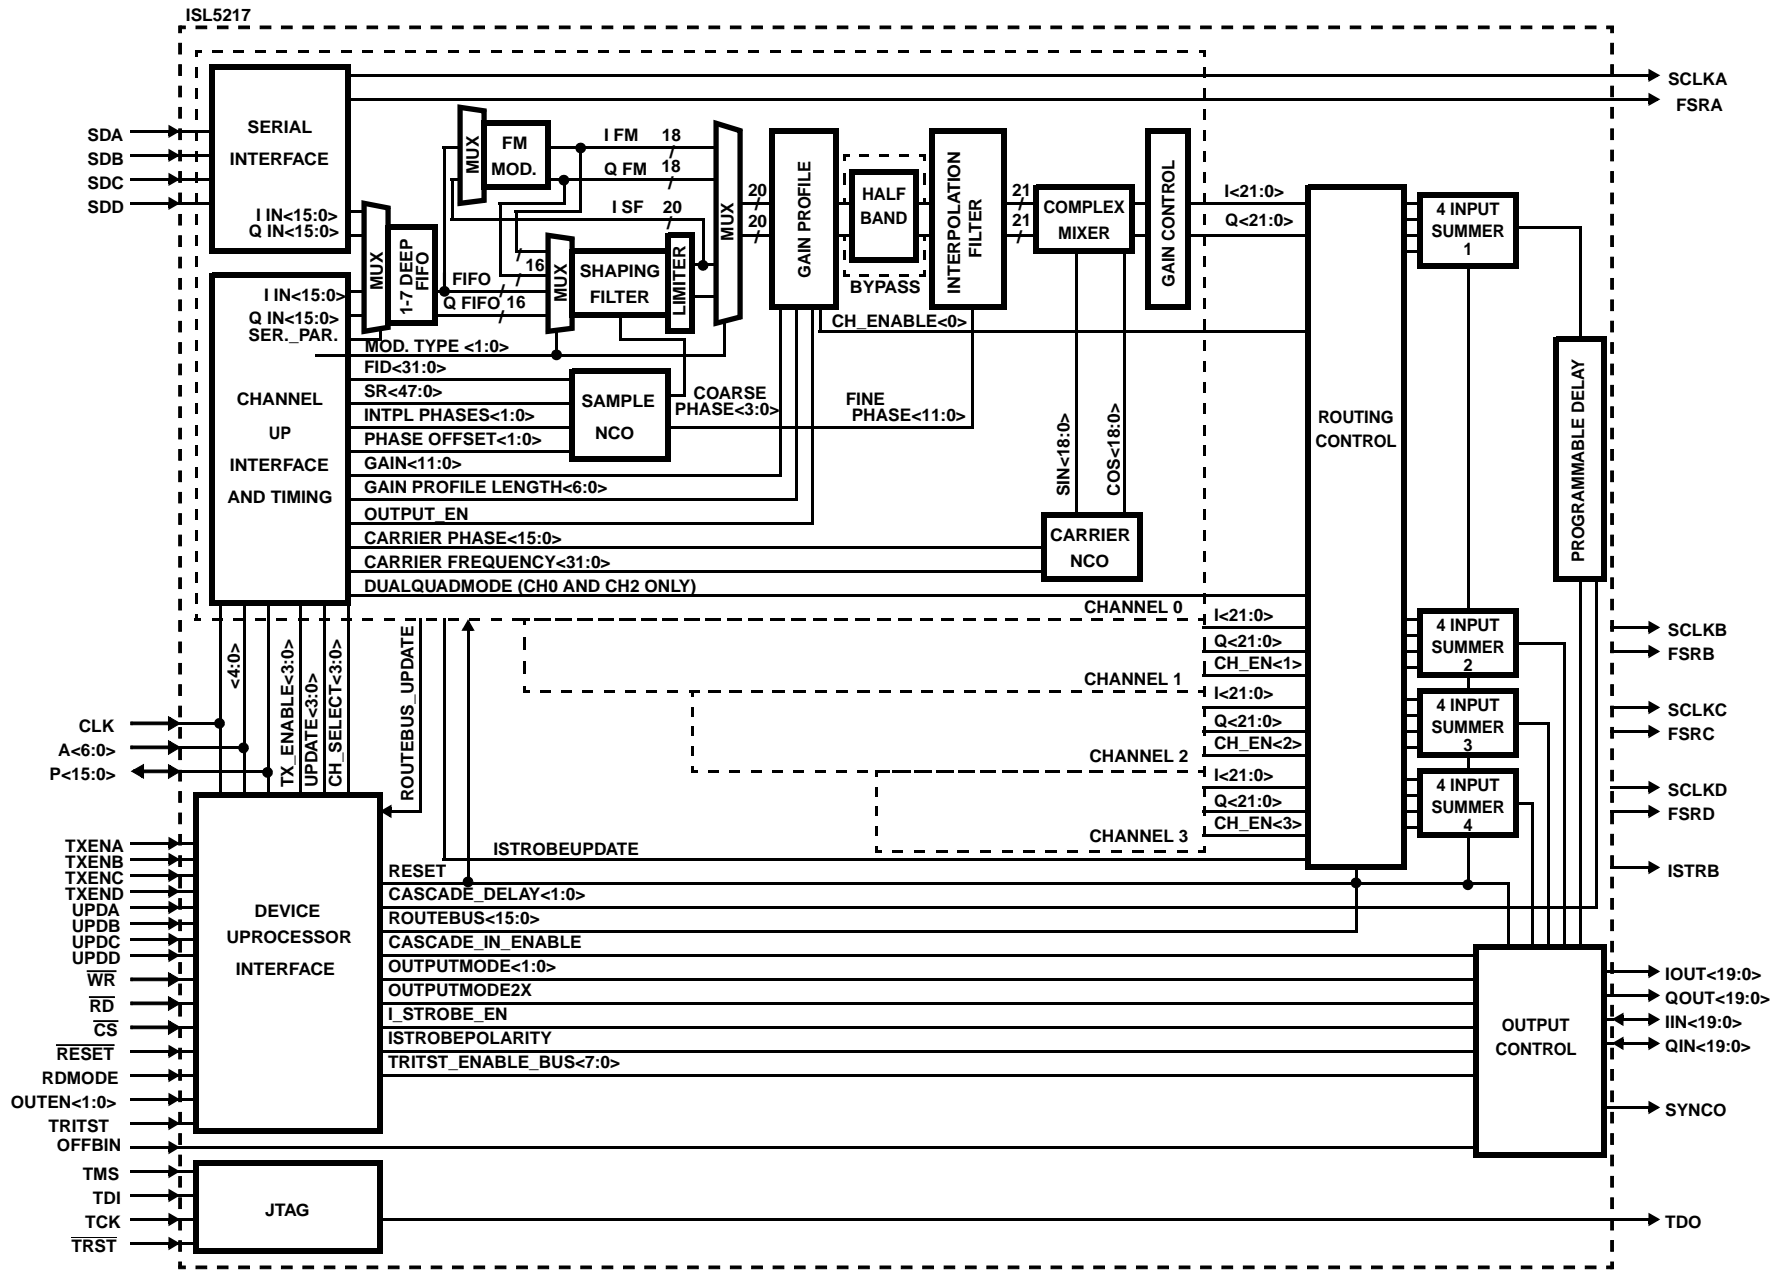 ISL5217
SCLKA
FSRA
SDA
SDB
SDC
SDD
SERIAL
INTERFACE
I IN<15:0>
Q IN<15:0>
MUX
1-7 DEEP
FIFO
MUX
FM
MOD.
I FM
18
Q FM
18
I SF
20
16
FIFO
Q FIFO
16
MUX
SHAPING
FILTER
LIMITER
MUX
20
20
GAIN PROFILE
HALF
BAND
BYPASS
INTERPOLATION
FILTER
21
21
COMPLEX
MIXER
GAIN CONTROL
I<21:0>
Q<21:0>
CH_ENABLE<0>
ROUTING
CONTROL
4 INPUT
SUMMER
1
PROGRAMMABLE DELAY
I IN<15:0>
Q IN<15:0>
SER._PAR.
CHANNEL
UP
INTERFACE
AND TIMING
MOD. TYPE <1:0>
FID<31:0>
SR<47:0>
INTPL PHASES<1:0>
PHASE OFFSET<1:0>
GAIN<11:0>
GAIN PROFILE LENGTH<6:0>
OUTPUT_EN
CARRIER PHASE<15:0>
CARRIER FREQUENCY<31:0>
DUALQUADMODE (CH0 AND CH2 ONLY)
SAMPLE
NCO
COARSE
PHASE<3:0>
FINE
PHASE<11:0>
SIN<18:0>
COS<18:0>
CARRIER
NCO
CHANNEL 0
CHANNEL 1
CHANNEL 2
CHANNEL 3
I<21:0>
Q<21:0>
CH_EN<1>
I<21:0>
Q<21:0>
CH_EN<2>
I<21:0>
Q<21:0>
CH_EN<3>
4 INPUT
SUMMER
2
4 INPUT
SUMMER
3
4 INPUT
SUMMER
4
SCLKB
FSRB
SCLKC
FSRC
SCLKD
FSRD
ISTRB
CLK
A<6:0>
P<15:0>
<4:0>
TX_ENABLE<3:0>
UPDATE<3:0>
CH_SELECT<3:0>
ROUTEBUS_UPDATE
ISTROBEUPDATE
TXENA
TXENB
TXENC
TXEND
UPDA
UPDB
UPDC
UPDD
WR
RD
CS
RESET
RDMODE
OUTEN<1:0>
TRITST
OFFBIN
DEVICE
UPROCESSOR
INTERFACE
RESET
CASCADE_DELAY<1:0>
ROUTEBUS<15:0>
CASCADE_IN_ENABLE
OUTPUTMODE<1:0>
OUTPUTMODE2X
I_STROBE_EN
ISTROBEPOLARITY
TRITST_ENABLE_BUS<7:0>
OUTPUT
CONTROL
IOUT<19:0>
QOUT<19:0>
IIN<19:0>
QIN<19:0>
SYNCO
TMS
TDI
TCK
TRST
JTAG
TDO